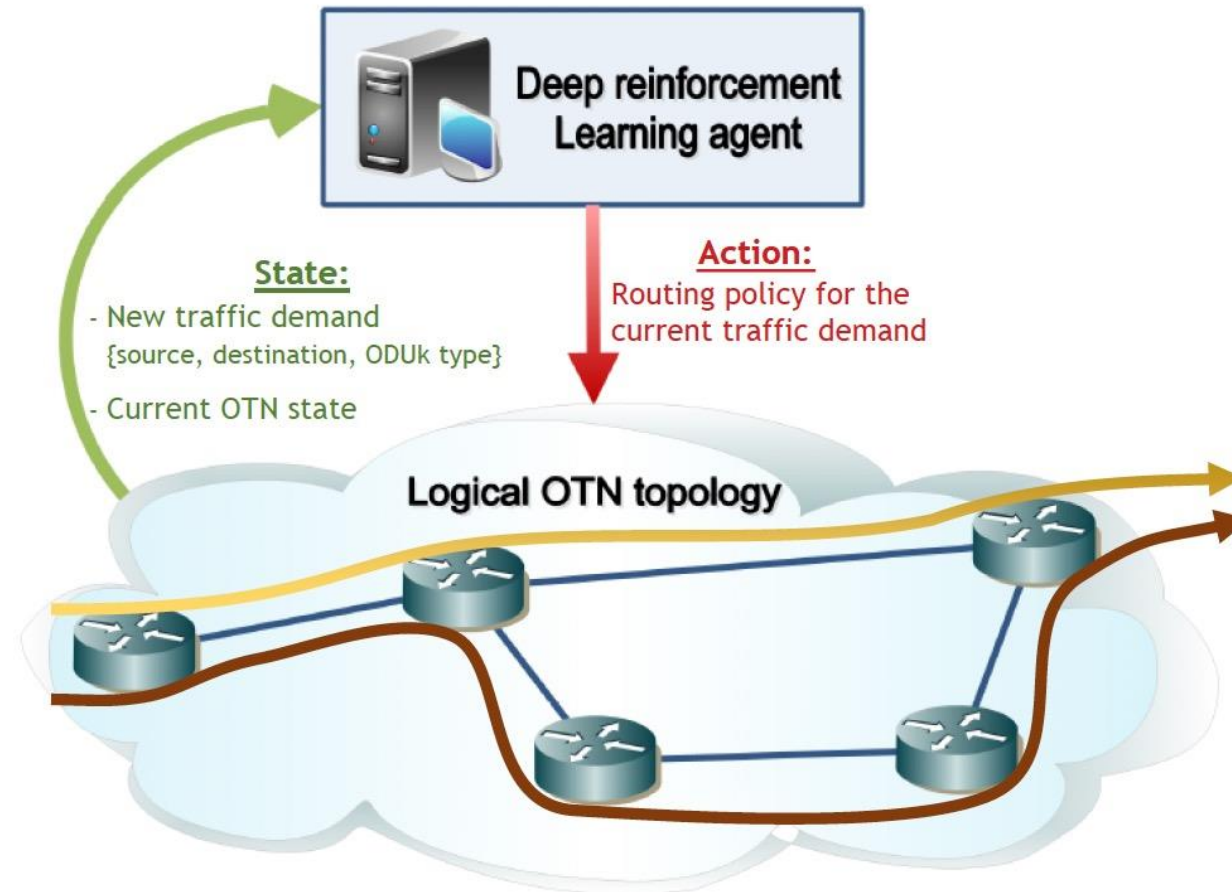 Deep reinforcement
Learning agent
State:
- New traffic demand
{source, destination, ODUk type}
- Current OTN state
Action:
Routing policy for the
current traffic demand
Logical OTN topology